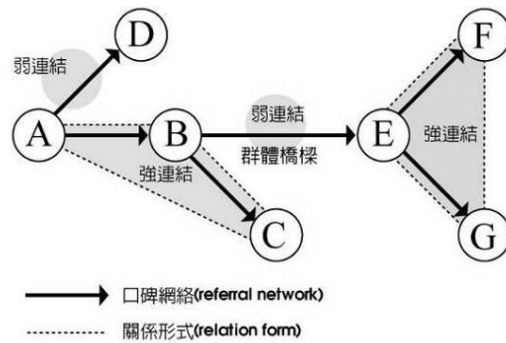 D
F
弱連結
弱連結
A
B
E
強連結
群體橋樑
強連結
C
G
口碑網絡(referral network)
關係形式(relation form)